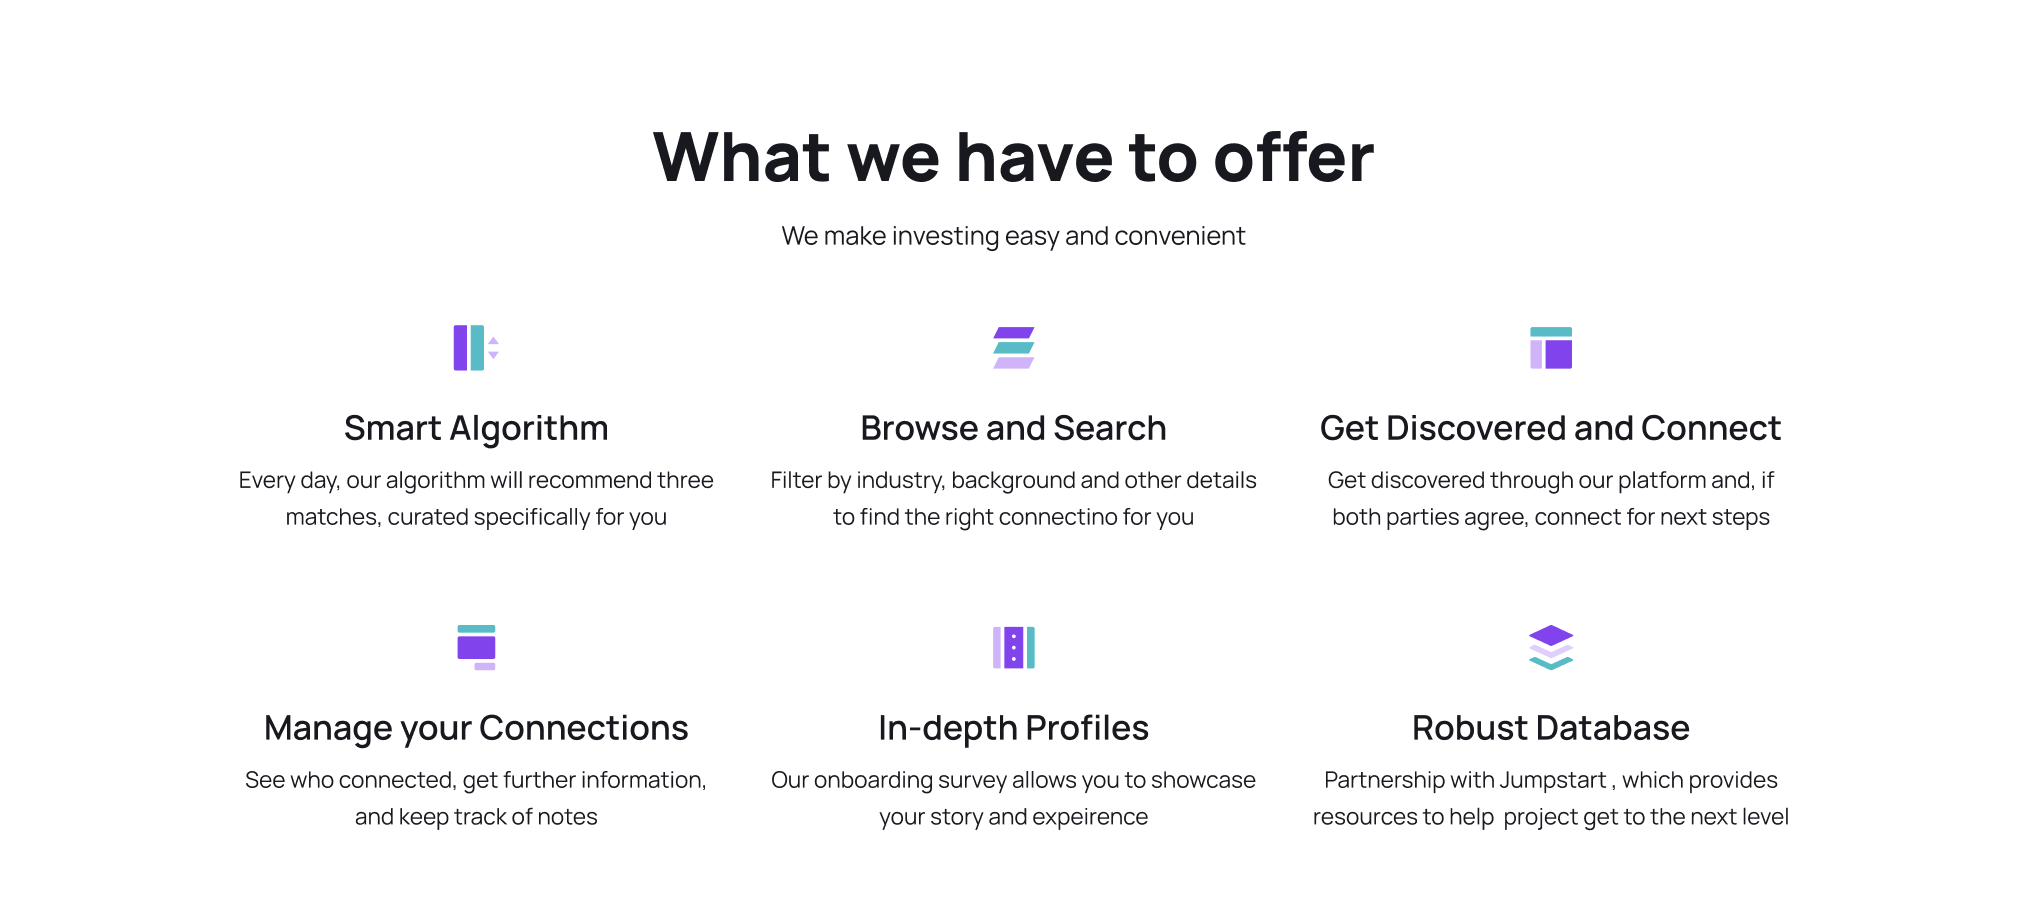 What we have to offer
We make investing easy and convenient
Smart Algorithm
Every day, our algorithm will recommend three
matches, curated specifically for you
Browse and Search
Filter by industry, background and other details
to find the right connectino for you
Get Discovered and Connect
Get discovered through our platform and, if
both parties agree, connect for next steps
Manage your Connections
See who connected, get further information,
and keep track of notes
In-depth Profiles
Our onboarding survey allows you to showcase
your story and expeirence
Robust Database
Partnership with Jumpstart , which provides
resources to help  project get to the next level